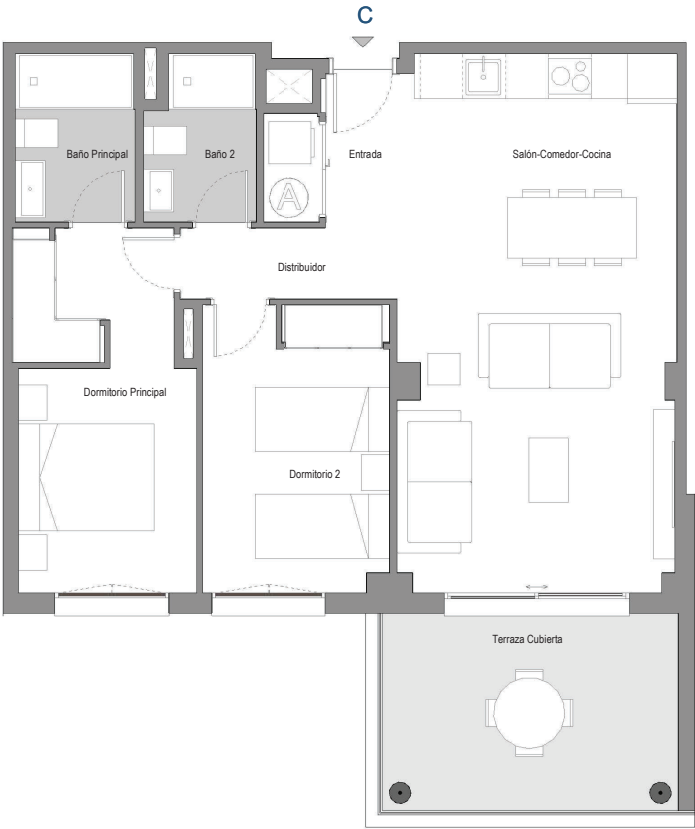 C
Baño Principal
Baño 2
Entrada
Salón-Comedor-Cocina
A
Distribuidor
Dormitorio Principal
Dormitorio 2
Terraza Cubierta